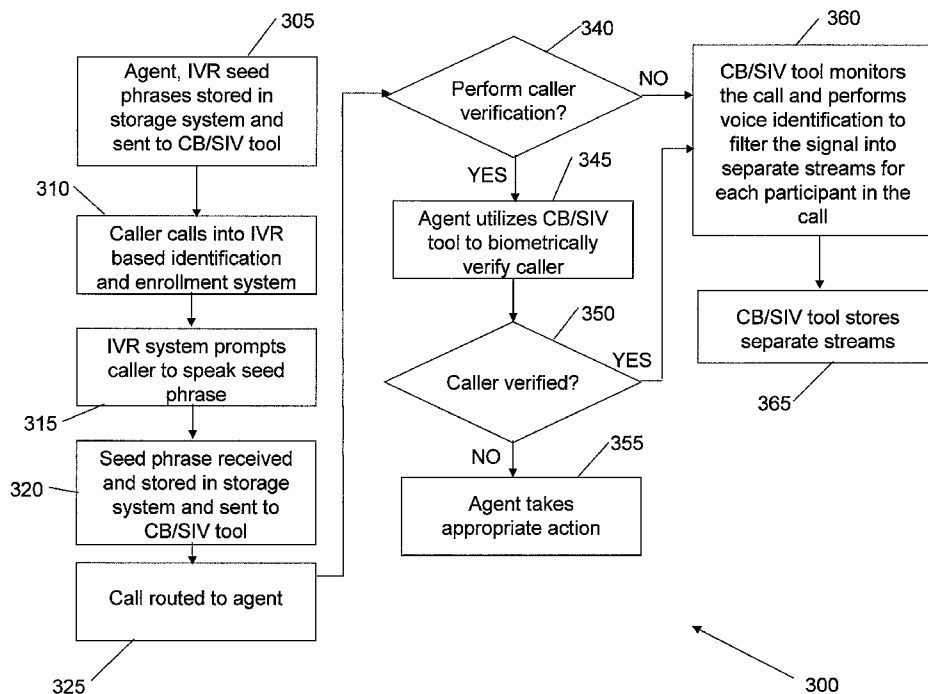 305
Agent, IVR seed
phrases stored in
storage system and
sent to CB/SIV tool
310
Caller calls into IVR
based identification
and enrollment system
IVR system prompts
caller to speak seed
phrase
315
320
Seed phrase received
and stored in storage
system and sent to
CB/SIV tool
Call routed to agent
325
340
Perform caller
verification?
NO
YES
345
Agent utilizes CB/SIV
tool to biometrically
verify caller
350
Caller verified?
YES
NO
355
Agent takes
appropriate action
360
CB/SIV tool monitors
the call and performs
voice identification to
filter the signal into
separate streams for
each participant in the
call
CB/SIV tool stores
separate streams
365
300